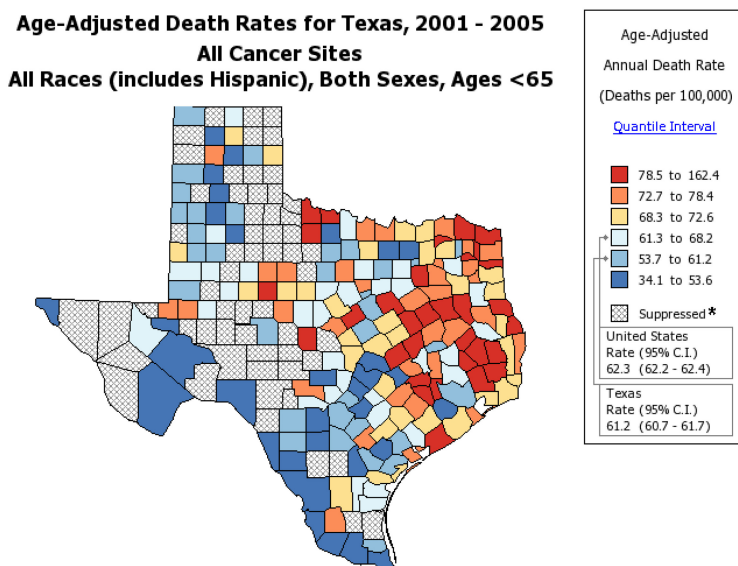 Age-Adjusted Death Rates for Texas, 2001 - 2005
All Cancer Sites
All Races (includes Hispanic), Both Sexes, Ages <65
Age-Adjusted
Annual Death Rate
(Deaths per 100,000)
Quantile Interval
78.5 to 162.4
72.7 to 78.4
68.3 to 72.6
61.3 to 68.2
53.7 to 61.2
34.1 to 53.6
Suppressed*
United States
Rate (95% C.I.)
62.3 (62.2 - 62.4)
Texas
Rate (95% C.I.)
61.2 (60.7 - 61.7)